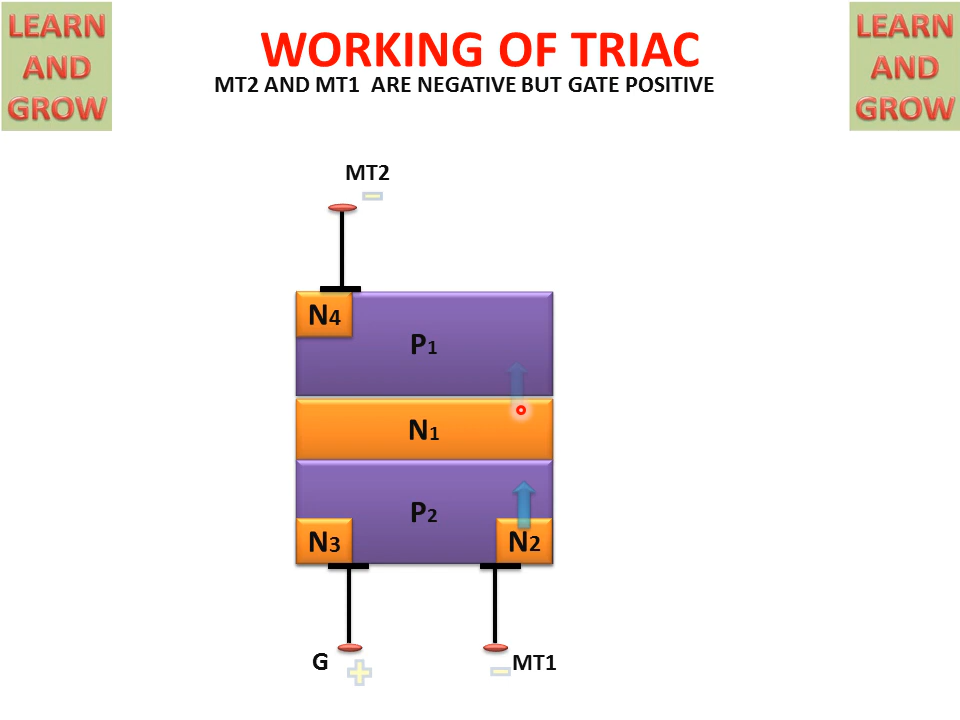 LEARN
AND
GROW
WORKING OF TRIAC
MT2 AND MT1 ARE NEGATIVE BUT GATE POSITIVE
LEARN
AND
GROW
MT2
N4
P1
N1
P2
N3
N2
G
MT1